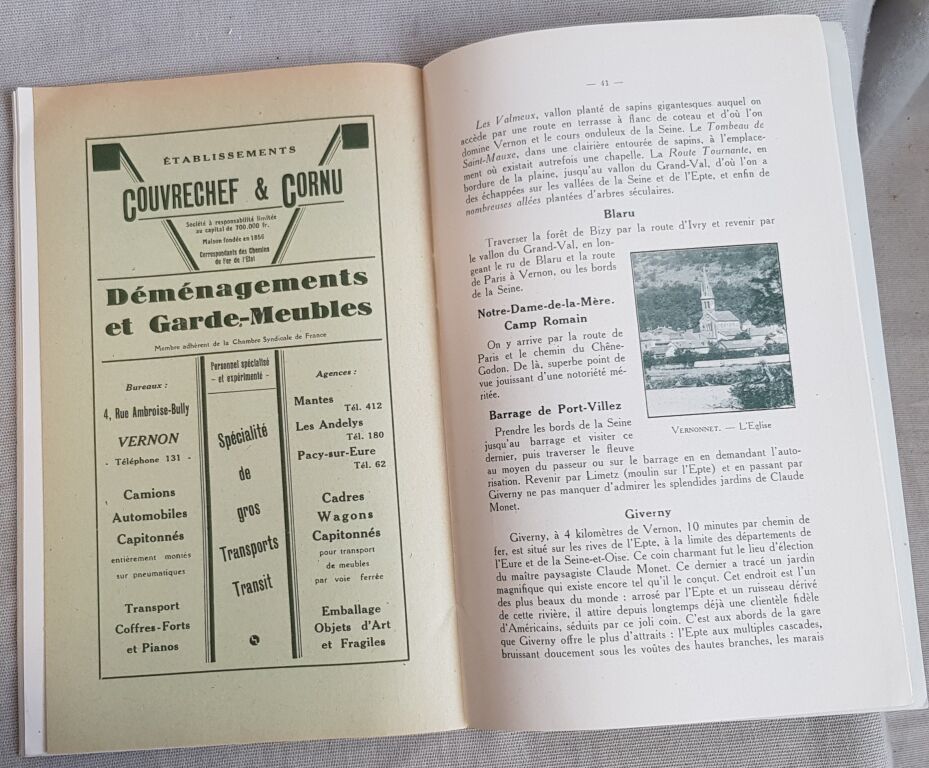 ÉTABLISSEMENTS
COUVRECHEF & CORNU
Société à responsabilité limitée
au capital de 700.000 fr.
Maison fondée en 1856
Correspondants des Chemins
de fer de l'Etat
Déménagements
et Garde-Meubles
Membre adhérent de la Chambre Syndicale de France
Bureaux :
4, Rue Ambroise-Bully
VERNON
- Téléphone 131 -
Camions
Automobiles
Capitonnés
entièrement montés
sur pneumatiques
Transport
Coffres-Forts
et Pianos
Personnel spécialisé
- et expérimenté -
Spécialité
de
gros
Transports
Transit
Agences :
Mantes
Tél. 412
Les Andelys
Tél. 180
Pacy-sur-Eure
Tél. 62
Cadres
Wagons
Capitonnés
pour transport
de meubles
par voie ferrée
Emballage
Objets d'Art
et Fragiles
— 41 —
Les Valmeux, vallon planté de sapins gigantesques auquel on
accède par une route en terrasse à flanc de coteau et d'où l'on
domine Vernon et le cours onduleux de la Seine. Le Tombeau de
Saint-Mauxe, dans une clairière entourée de sapins, à l'emplace-
ment où existait autrefois une chapelle. La Route Tournante, en
bordure de la plaine, jusqu'au vallon du Grand-Val, d'où l'on a
des échappées sur les vallées de la Seine et de l'Epte, et enfin de
nombreuses allées plantées d'arbres séculaires.
Blaru
Traverser la forêt de Bizy par la route d'Ivry et revenir par
le vallon du Grand-Val, en lon-
geant le ru de Blaru et la route
de Paris à Vernon, ou les bords
de la Seine.
Notre-Dame-de-la-Mère.
Camp Romain
On y arrive par la route de
Paris et le chemin du Chêne-
Godon. De là, superbe point de
vue jouissant d'une notoriété mé-
ritée.
Barrage de Port-Villez
Prendre les bords de la Seine
jusqu'au barrage et visiter ce
dernier, puis traverser le fleuve
au moyen du passeur ou sur le barrage en en demandant l'auto-
risation. Revenir par Limetz (moulin sur l'Epte) et en passant par
Giverny ne pas manquer d'admirer les splendides jardins de Claude
Monet.
VERNONNET. — L'Eglise
Giverny
Giverny, à 4 kilomètres de Vernon, 10 minutes par chemin de
fer, est situé sur les rives de l'Epte, à la limite des départements de
l'Eure et de la Seine-et-Oise. Ce coin charmant fut le lieu d'élection
du maître paysagiste Claude Monet. Ce dernier a tracé un jardin
magnifique qui existe encore tel qu'il le conçut. Cet endroit est l'un
des plus beaux du monde : arrosé par l'Epte et un ruisseau dérivé
de cette rivière, il attire depuis longtemps déjà une clientèle fidèle
d'Américains, séduits par ce joli coin. C'est aux abords de la gare
que Giverny offre le plus d'attraits : l'Epte aux multiples cascades,
bruissant doucement sous les voûtes des hautes branches, les marais